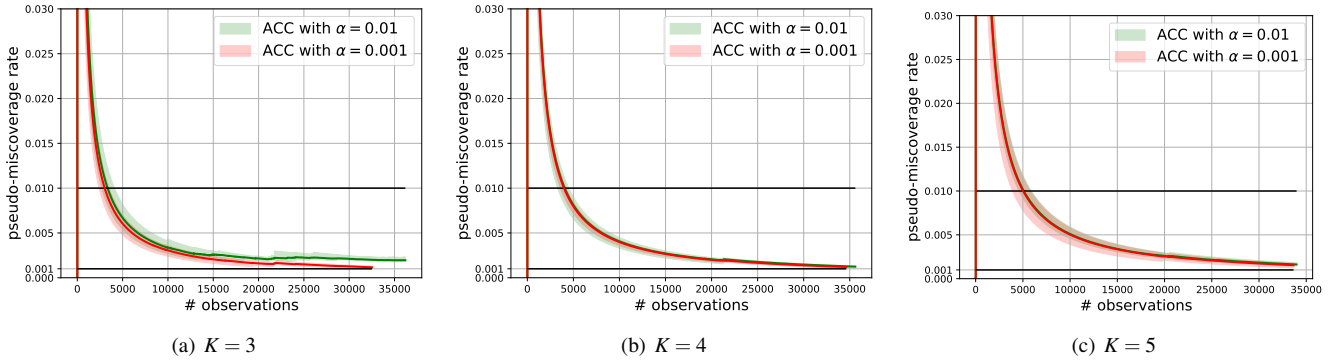 0.030
0.025
0.020
0.015
0.010
0.005
0.001
0.000
pseudo-miscoverage rate
ACC with α = 0.01
ACC with α = 0.001
0 5000 10000 15000 20000 25000 30000 35000
# observations
(a) K = 3
0.030
0.025
0.020
0.015
0.010
0.005
0.001
0.000
pseudo-miscoverage rate
ACC with α = 0.01
ACC with α = 0.001
0 5000 10000 15000 20000 25000 30000 35000
# observations
(b) K = 4
0.030
0.025
0.020
0.015
0.010
0.005
0.001
0.000
pseudo-miscoverage rate
ACC with α = 0.01
ACC with α = 0.001
0 5000 10000 15000 20000 25000 30000 35000
# observations
(c) K = 5